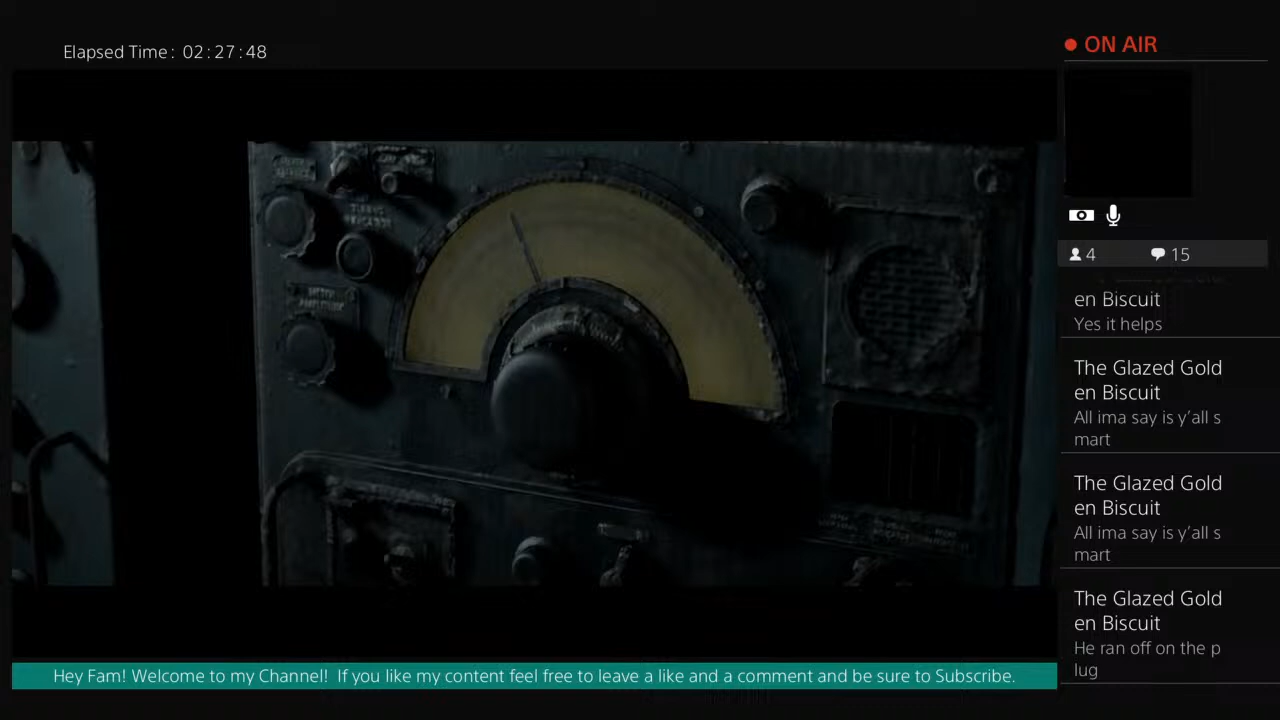 Elapsed Time: 02:27:48
ON AIR
4
15
en Biscuit
Yes it helps
The Glazed Gold
en Biscuit
All ima say is y'all s
mart
The Glazed Gold
en Biscuit
All ima say is y'all s
mart
The Glazed Gold
en Biscuit
He ran off on the p
lug
Hey Fam! Welcome to my Channel! If you like my content feel free to leave a like and a comment and be sure to Subscribe.